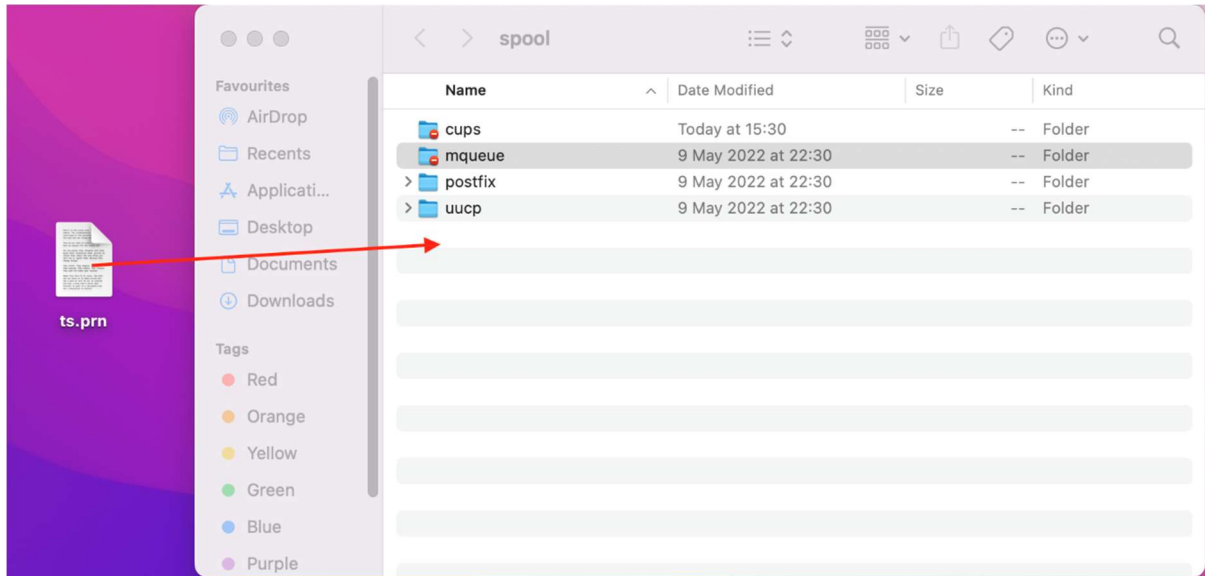 spool
Favourites
AirDrop
Recents
Applicati...
Desktop
Documents
Downloads
Tags
Red
Orange
Yellow
Green
Blue
Purple
Name Date Modified Size Kind
cups Today at 15:30 -- Folder
mqueue 9 May 2022 at 22:30 -- Folder
postfix 9 May 2022 at 22:30 -- Folder
uucp 9 May 2022 at 22:30 -- Folder
ts.prn